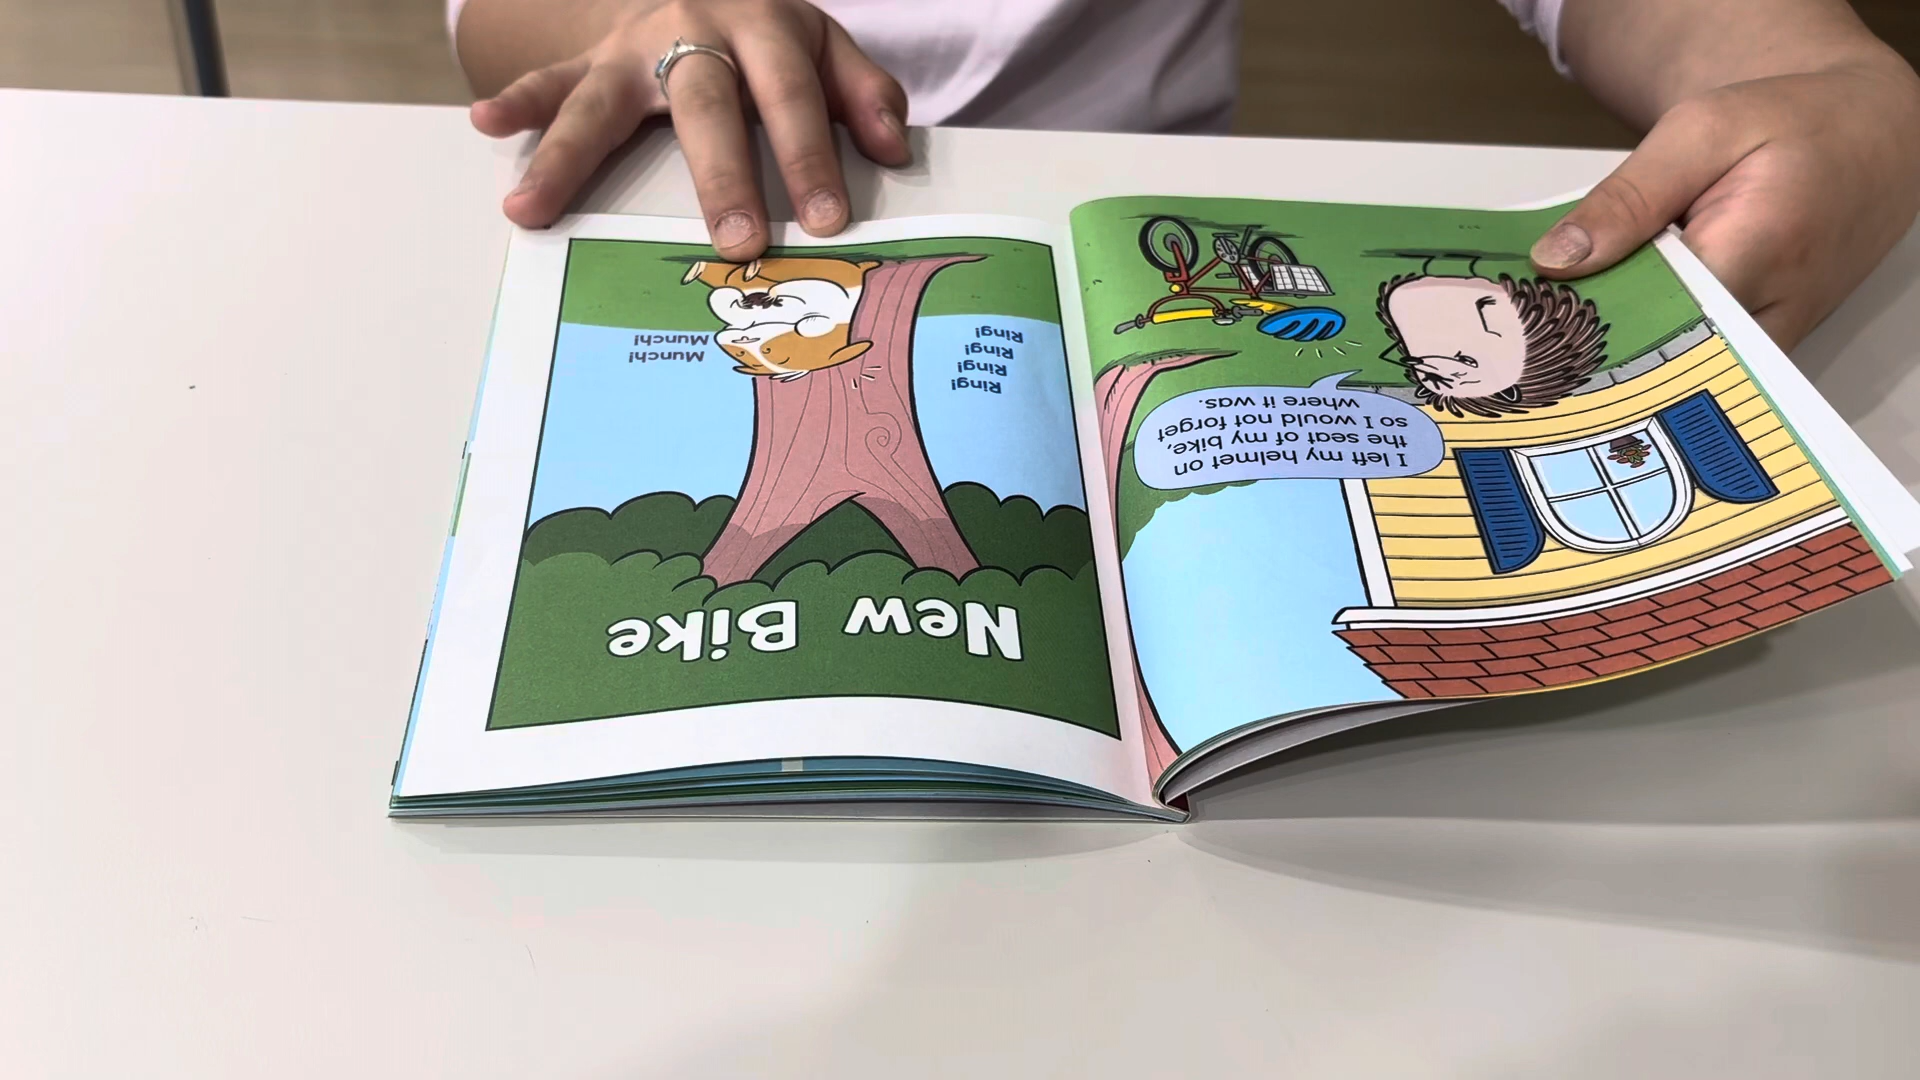 I left my helmet on
the seat of my bike,
so I would not forget
where it was.
New Bike
Ring!
Ring!
Ring!
Ring!
Munch!
Munch!